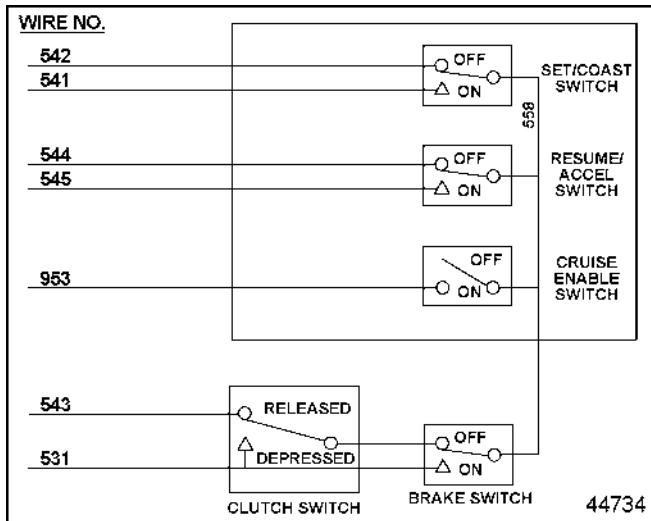 WIRE NO.
542
OFF
541
ON
SET/COAST
SWITCH
559
544
OFF
545
ON
RESUME/
ACCEL
SWITCH
OFF
953
ON
CRUISE
ENABLE
SWITCH
543
RELEASED
531
DEPRESSED
CLUTCH SWITCH
OFF
ON
BRAKE SWITCH
44734